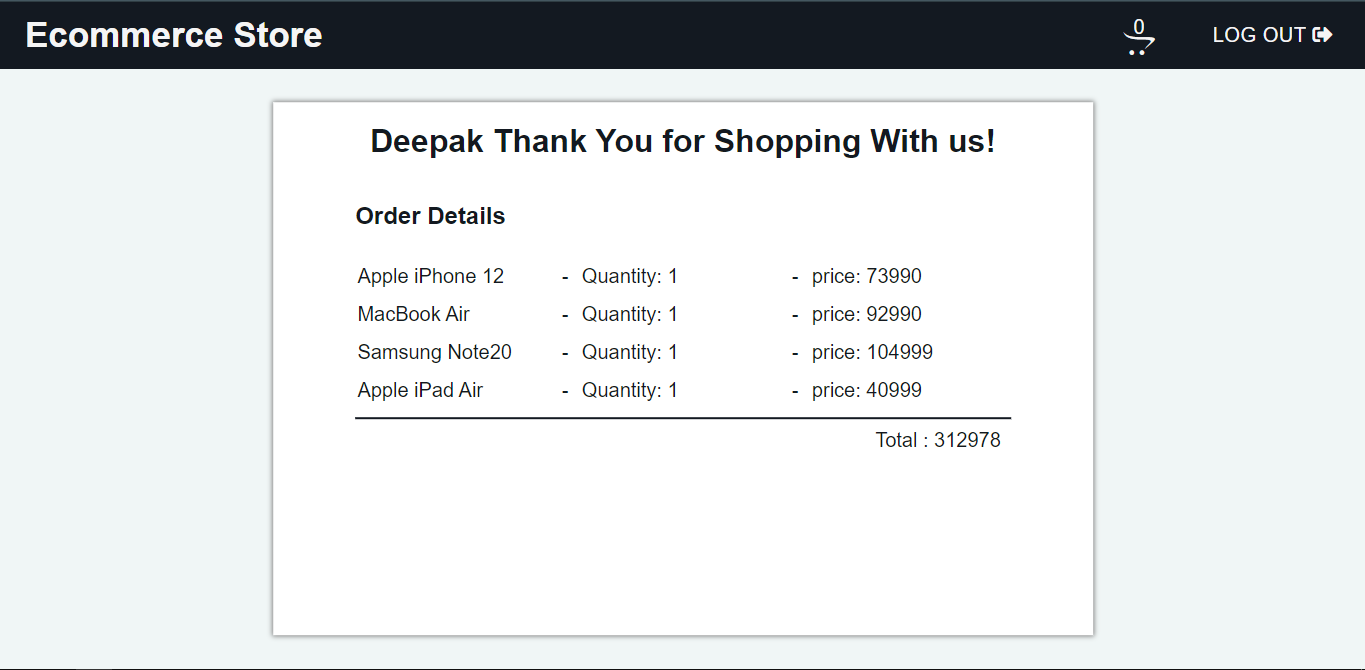 Ecommerce Store 0 LOG OUT
Deepak Thank You for Shopping With us!
Order Details
Apple iPhone 12 - Quantity: 1 - price: 73990
MacBook Air - Quantity: 1 - price: 92990
Samsung Note20 - Quantity: 1 - price: 104999
Apple iPad Air - Quantity: 1 - price: 40999
Total : 312978